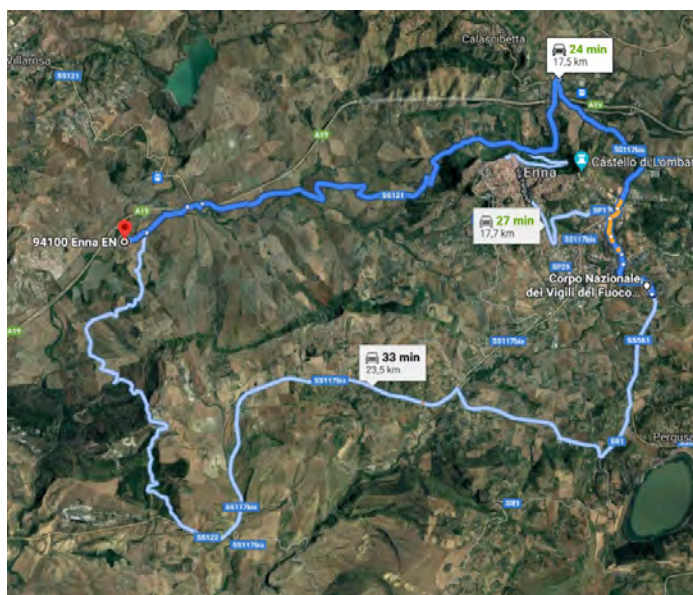 Calascibetta
Villarosa
24 min
17,5 km
SS121
A19
A19
SS117bis
Castello di Lombar
Enna
SS121
A19
27 min
17,7 km
SP1
SS117bis
94100 Enna EN
SP29
Corpo Nazionale
dei Vigili del Fuoco...
A19
SS561
SS117bis
33 min
23,5 km
SS117bis
SR1
Pergusa
SS117bis
SR1
SS122
SS117bis